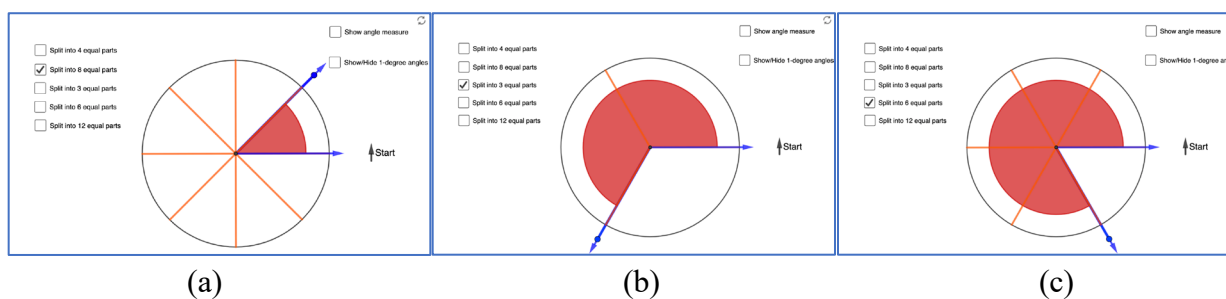 Show angle measure
Split into 4 equal parts
Show/Hide 1-degree angles
Split into 8 equal parts
Split into 3 equal parts
Split into 6 equal parts
Split into 12 equal parts
Start
(a)
Show angle measure
Split into 4 equal parts
Show/Hide 1-degree angles
Split into 8 equal parts
Split into 3 equal parts
Split into 6 equal parts
Split into 12 equal parts
Start
(b)
Show angle measure
Split into 4 equal parts
Show/Hide 1-degree an
Split into 8 equal parts
Split into 3 equal parts
Split into 6 equal parts
Split into 12 equal parts
Start
(c)